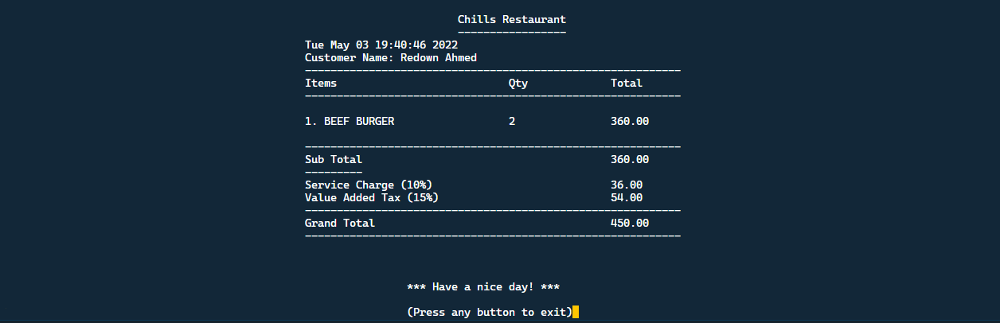 Chills Restaurant
-----------------
Tue May 03 19:40:46 2022
Customer Name: Redown Ahmed
-----------------------------------------------------------
Items Qty Total
-----------------------------------------------------------
1. BEEF BURGER 2 360.00
-----------------------------------------------------------
Sub Total 360.00
---------
Service Charge (10%) 36.00
Value Added Tax (15%) 54.00
-----------------------------------------------------------
Grand Total 450.00
-----------------------------------------------------------
*** Have a nice day! ***
(Press any button to exit)